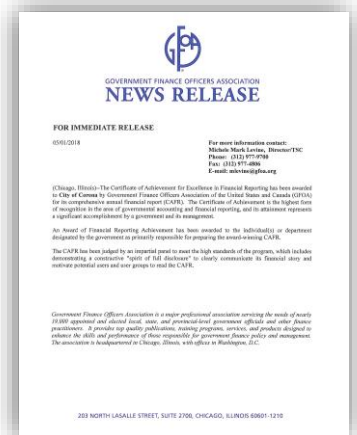 GFOA
GOVERNMENT FINANCE OFFICERS ASSOCIATION
NEWS RELEASE
FOR IMMEDIATE RELEASE
05/01/2018
For more information contact:
Michele Mark Levine, Director/TSC
Phone: (312) 977-9700
Fax: (312) 977-4806
E-mail: mlevine@gfoa.org
(Chicago, Illinois)--The Certificate of Achievement for Excellence in Financial Reporting has been awarded
to City of Corona by Government Finance Officers Association of the United States and Canada (GFOA)
for its comprehensive annual financial report (CAFR). The Certificate of Achievement is the highest form
of recognition in the area of governmental accounting and financial reporting, and its attainment represents
a significant accomplishment by a government and its management.
An Award of Financial Reporting Achievement has been awarded to the individual(s) or department
designated by the government as primarily responsible for preparing the award-winning CAFR.
The CAFR has been judged by an impartial panel to meet the high standards of the program, which includes
demonstrating a constructive "spirit of full disclosure" to clearly communicate its financial story and
motivate potential users and user groups to read the CAFR.
Government Finance Officers Association is a major professional association servicing the needs of nearly
19,000 appointed and elected local, state, and provincial-level government officials and other finance
practitioners. It provides top quality publications, training programs, services, and products designed to
enhance the skills and performance of those responsible for government finance policy and management.
The association is headquartered in Chicago, Illinois, with offices in Washington, D.C.
203 NORTH LASALLE STREET, SUITE 2700, CHICAGO, ILLINOIS 60601-1210